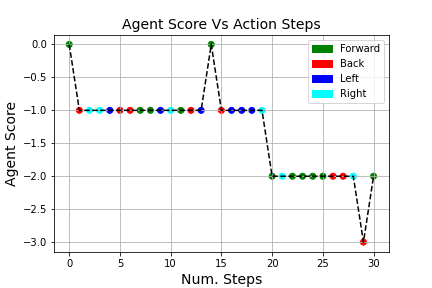 Agent Score Vs Action Steps
0.0
−0.5
−1.0
−1.5
−2.0
−2.5
−3.0
Agent Score
Forward
Back
Left
Right
0 5 10 15 20 25 30
Num. Steps